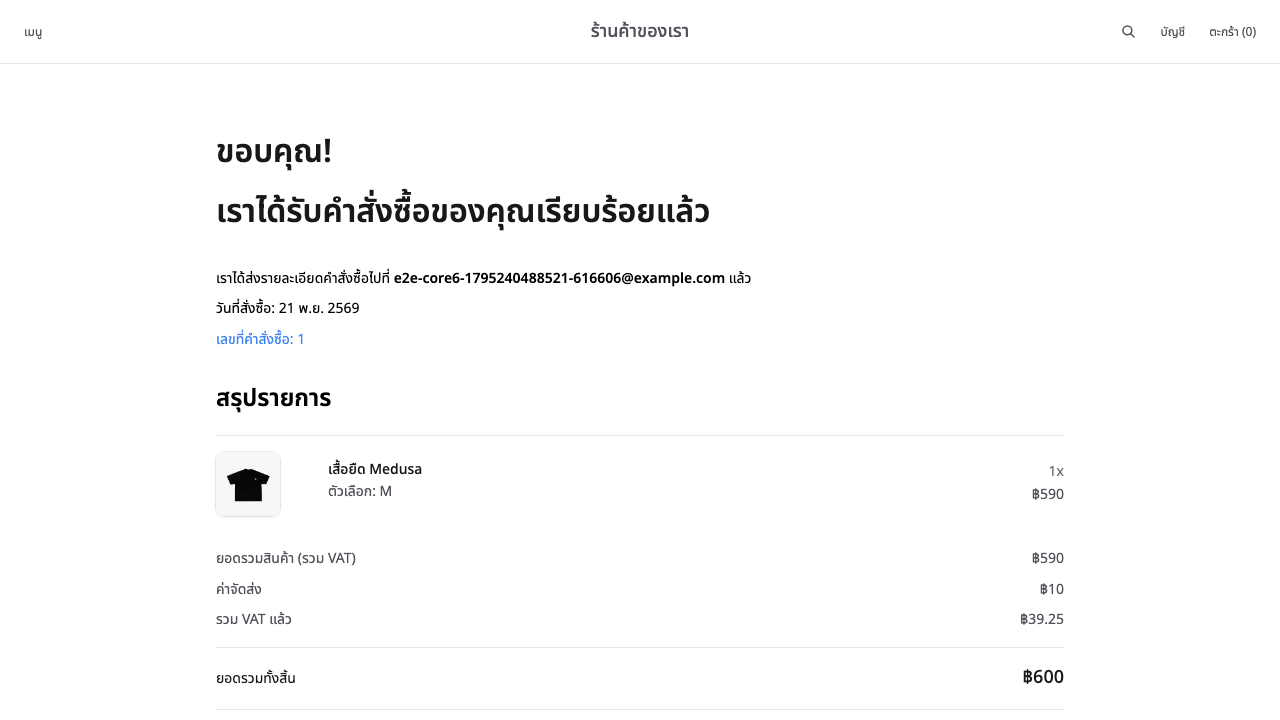 เมนู
ร้านค้าของเรา
บัญชี
ตะกร้า (0)
ขอบคุณ!
เราได้รับคำสั่งซื้อของคุณเรียบร้อยแล้ว
เราได้ส่งรายละเอียดคำสั่งซื้อไปที่ e2e-core6-1795240488521-616606@example.com แล้ว
วันที่สั่งซื้อ: 21 พ.ย. 2569
เลขที่คำสั่งซื้อ: 1
สรุปรายการ
เสื้อยืด Medusa
1x
ตัวเลือก: M
฿590
ยอดรวมสินค้า (รวม VAT)
฿590
ค่าจัดส่ง
฿10
รวม VAT แล้ว
฿39.25
ยอดรวมทั้งสิ้น
฿600